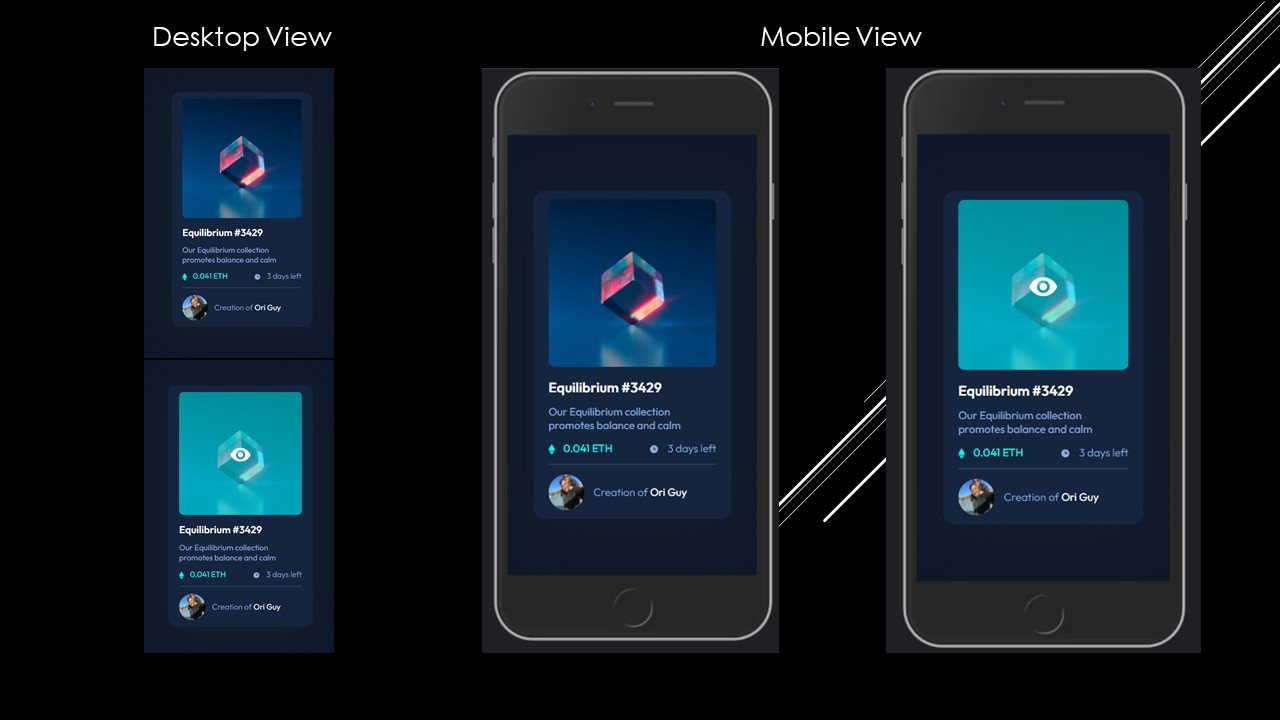 Desktop View
Mobile View
Equilibrium #3429
Our Equilibrium collection
promotes balance and calm
0.041 ETH
3 days left
Creation of Ori Guy
Equilibrium #3429
Our Equilibrium collection
promotes balance and calm
0.041 ETH
3 days left
Creation of Ori Guy
Equilibrium #3429
Our Equilibrium collection
promotes balance and calm
0.041 ETH
3 days left
Creation of Ori Guy
Equilibrium #3429
Our Equilibrium collection
promotes balance and calm
0.041 ETH
3 days left
Creation of Ori Guy